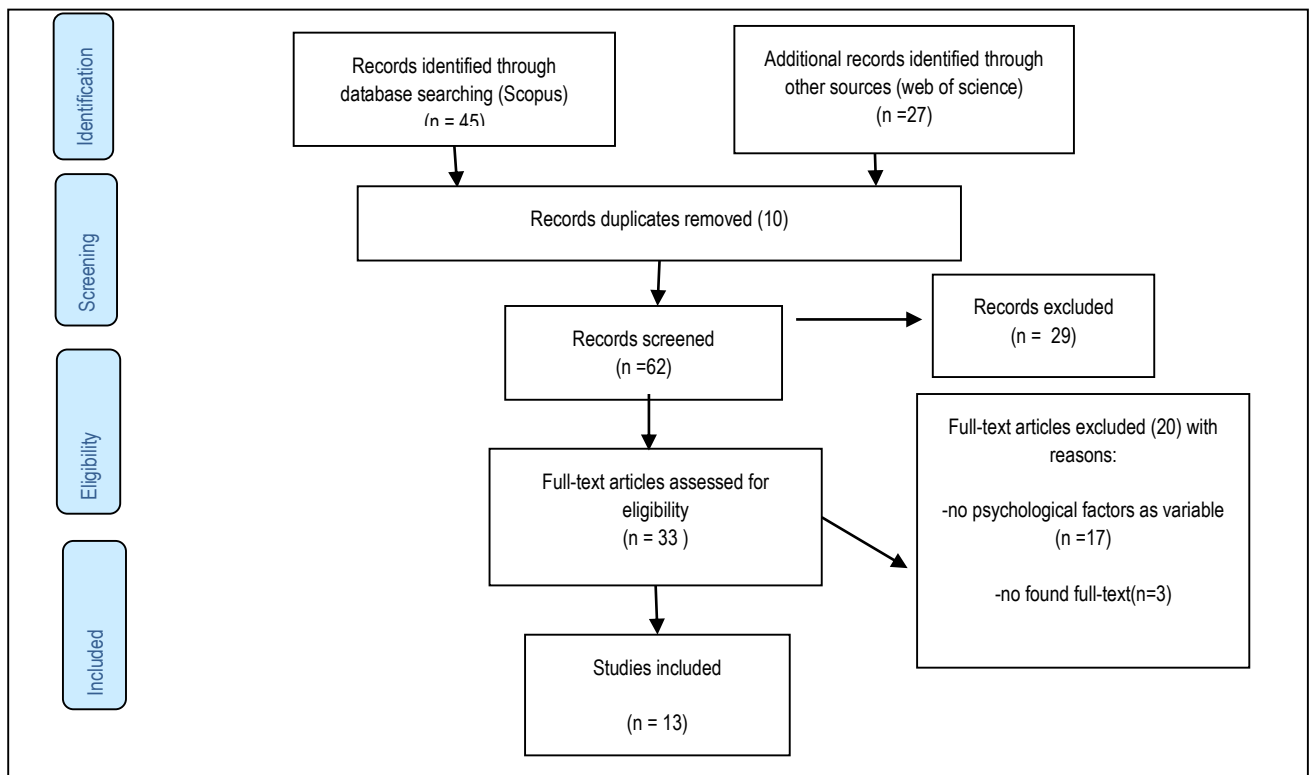 Identification
Records identified through
database searching (Scopus)
(n = 45)
Additional records identified through
other sources (web of science)
(n =27)
Screening
Records duplicates removed (10)
Records screened
(n =62)
Records excluded
(n =  29)
Eligibility
Full-text articles assessed for
eligibility
(n = 33 )
Full-text articles excluded (20) with
reasons:
-no psychological factors as variable
(n =17)
-no found full-text(n=3)
Included
Studies included
(n = 13)